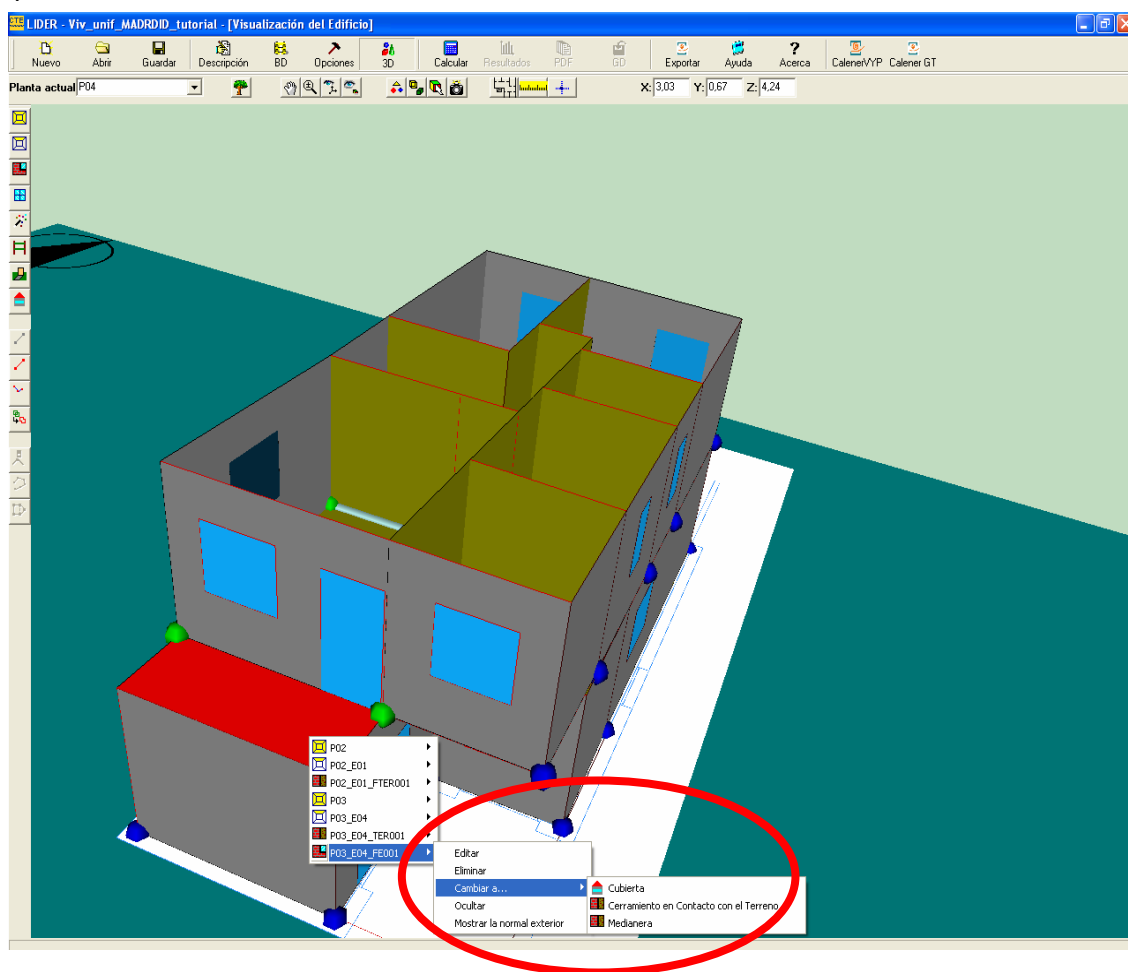 CTE LIDER - Viv_unif_MADRDID_tutorial - [Visualización del Edificio]
Nuevo Abrir Guardar Descripción BD Opciones 3D Calcular Resultados PDF GD Exportar Ayuda Acerca CalenerVYP Calener GT
Planta actual P04 X: 3,03 Y: 0,67 Z: 4,24
P02
P02_E01
P02_E01_FTER001
P03
P03_E04
P03_E04_TER001
P03_E04_FE001
Editar
Eliminar
Cambiar a...
Ocultar
Mostrar la normal exterior
Cubierta
Cerramiento en Contacto con el Terreno
Medianera